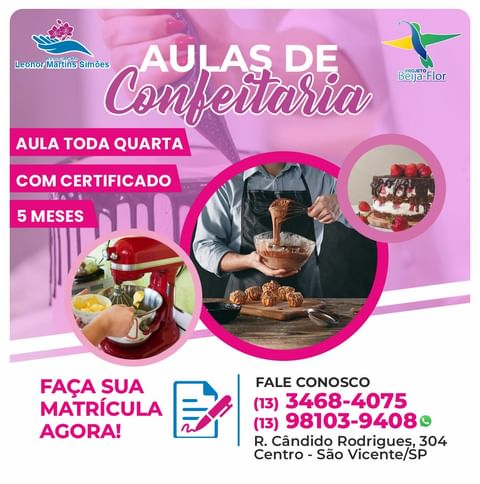 ASSOCIAÇÃO
Leonor Martins Simões
PROJETO
Beija-Flor
AULAS DE
Confeitaria
AULA TODA QUARTA
COM CERTIFICADO
5 MESES
FAÇA SUA
MATRÍCULA
AGORA!
FALE CONOSCO
(13) 3468-4075
(13) 98103-9408
R. Cândido Rodrigues, 304
Centro - São Vicente/SP